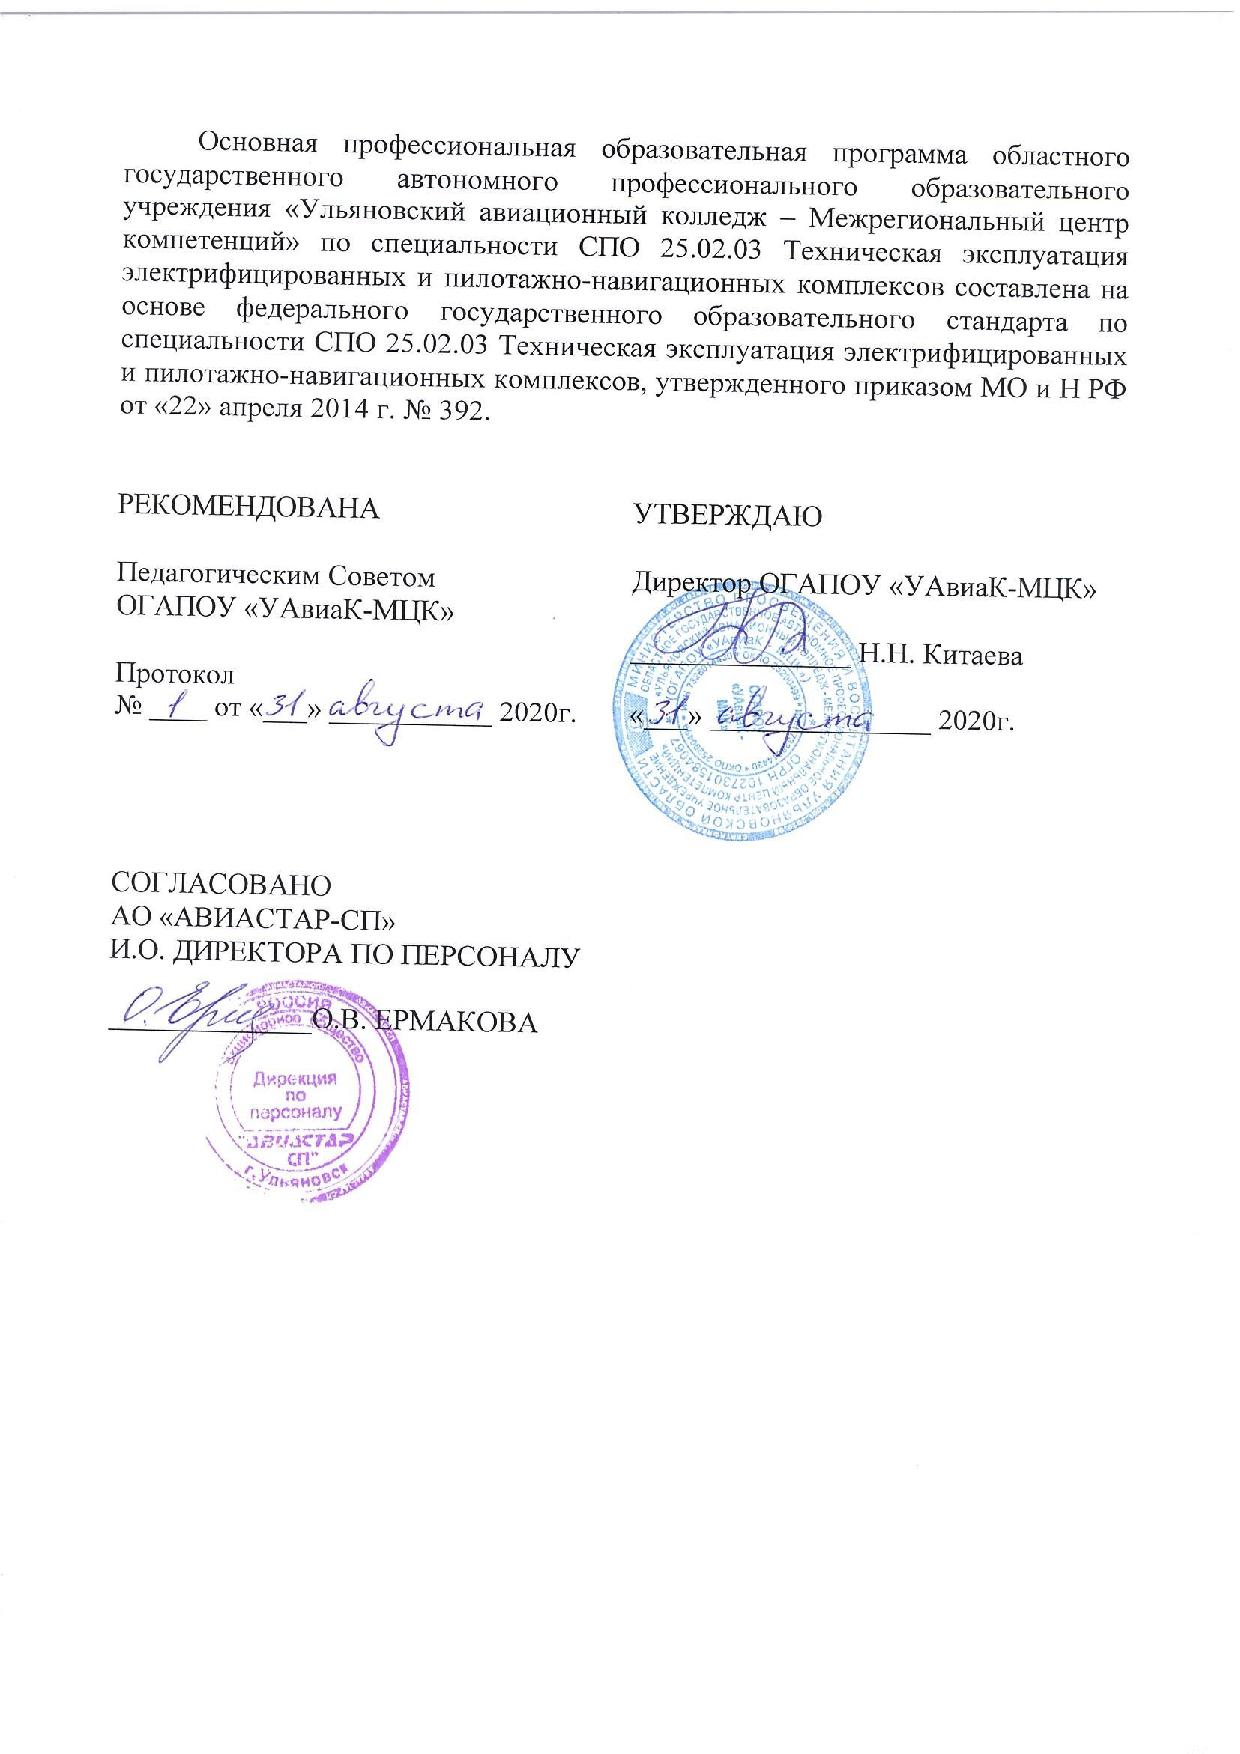 Основная профессиональная образовательная программа областного
государственного автономного профессионального образовательного
учреждения «Ульяновский авиационный колледж – Межрегиональный центр
компетенций» по специальности СПО 25.02.03 Техническая эксплуатация
электрифицированных и пилотажно-навигационных комплексов составлена на
основе федерального государственного образовательного стандарта по
специальности СПО 25.02.03 Техническая эксплуатация электрифицированных
и пилотажно-навигационных комплексов, утвержденного приказом МО и Н РФ
от «22» апреля 2014 г. № 392.
РЕКОМЕНДОВАНА
Педагогическим Советом
ОГАПОУ «УАвиаК-МЦК»
Протокол
№ 1 от «31» августа 2020г.
УТВЕРЖДАЮ
Директор ОГАПОУ «УАвиаК-МЦК»
Н.Н. Китаева
«31» августа 2020г.
СОГЛАСОВАНО
АО «АВИАСТАР-СП»
И.О. ДИРЕКТОРА ПО ПЕРСОНАЛУ
О.В. ЕРМАКОВА
РОССИЯ
Дирекция
по
персоналу
"АВИАСТАР
СП"
г. Ульяновск